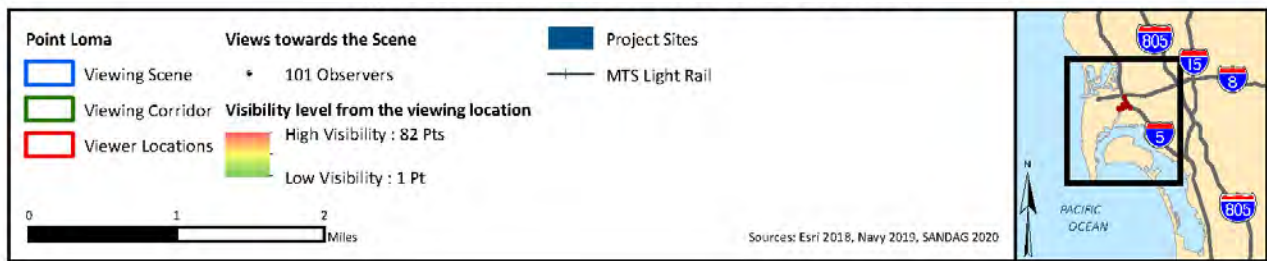 Point Loma
Viewing Scene
Viewing Corridor
Viewer Locations
Views towards the Scene
101 Observers
Visibility level from the viewing location
High Visibility : 82 Pts
Low Visibility : 1 Pt
Project Sites
MTS Light Rail
0 1 2
Miles
Sources: Esri 2018, Navy 2019, SANDAG 2020
805
15
8
5
805
N
PACIFIC
OCEAN